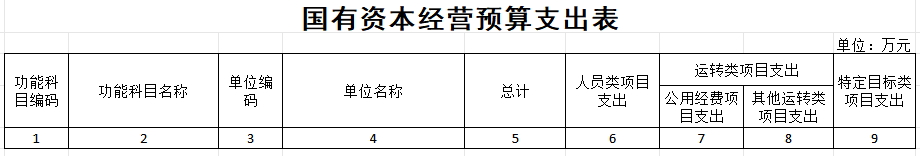 国有资本经营预算支出表
单位：万元
功能科目编码 功能科目名称 单位编码 单位名称 总计 人员类项目支出 运转类项目支出 特定目标类项目支出
公用经费项目支出 其他运转类项目支出
1 2 3 4 5 6 7 8 9